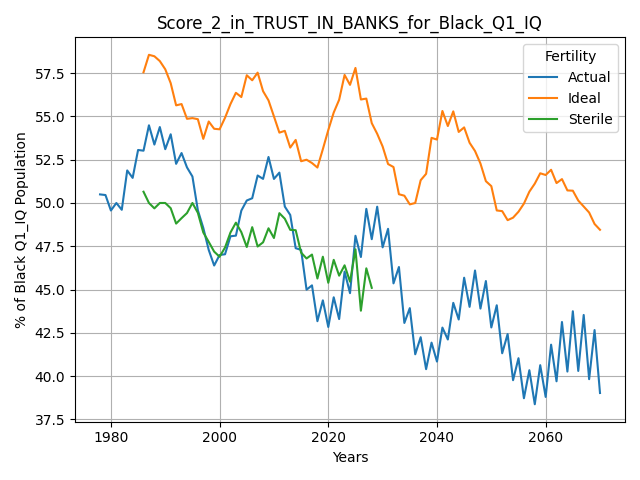 Score_2_in_TRUST_IN_BANKS_for_Black_Q1_IQ
Fertility
Actual
Ideal
Sterile
% of Black Q1_IQ Population
57.5
55.0
52.5
50.0
47.5
45.0
42.5
40.0
37.5
1980
2000
2020
2040
2060
Years